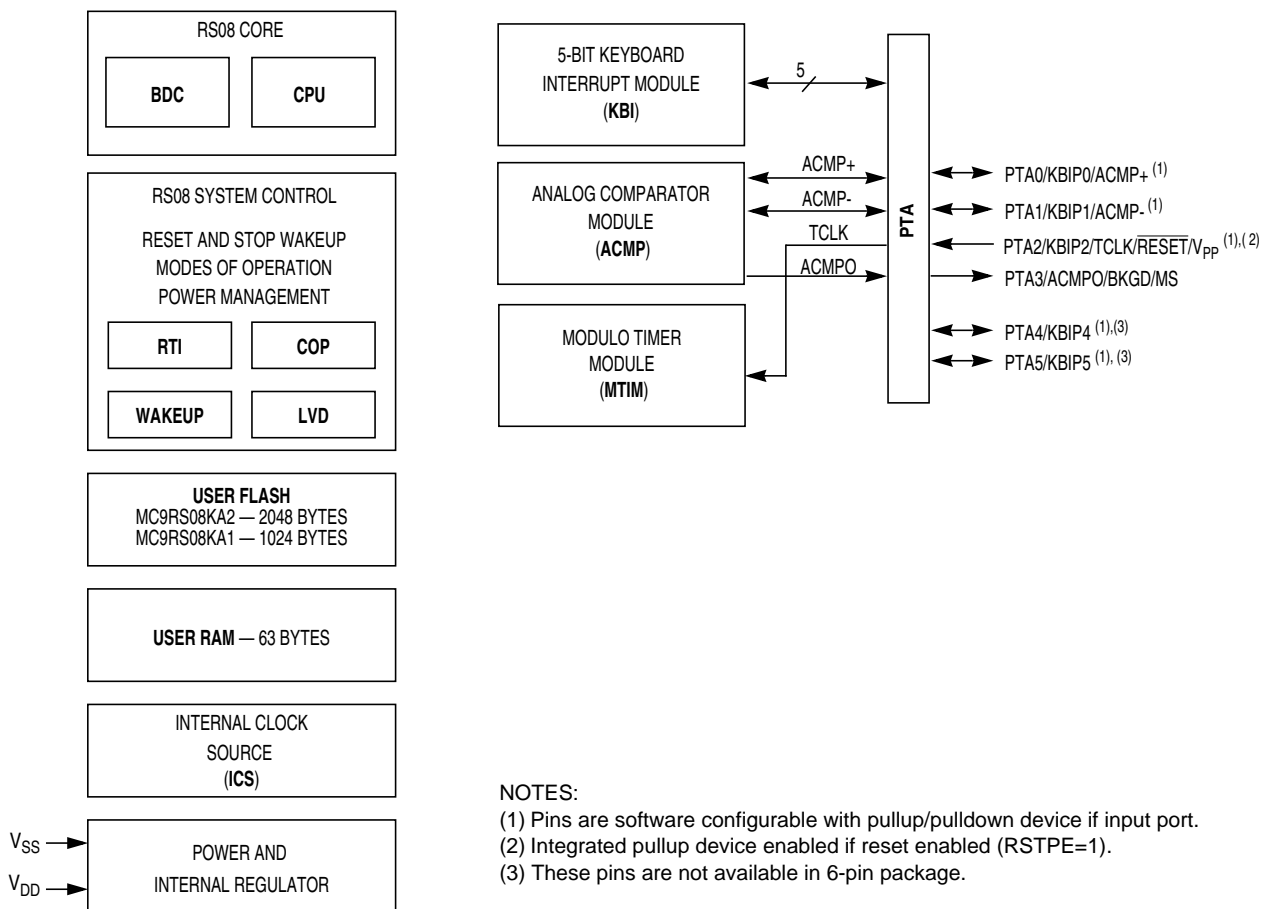 RS08 CORE
BDC
CPU
RS08 SYSTEM CONTROL
RESET AND STOP WAKEUP
MODES OF OPERATION
POWER MANAGEMENT
RTI
COP
WAKEUP
LVD
USER FLASH
MC9RS08KA2 — 2048 BYTES
MC9RS08KA1 — 1024 BYTES
USER RAM — 63 BYTES
INTERNAL CLOCK
SOURCE
(ICS)
VSS
VDD
POWER AND
INTERNAL REGULATOR
5-BIT KEYBOARD
INTERRUPT MODULE
(KBI)
5
ANALOG COMPARATOR
MODULE
(ACMP)
ACMP+
ACMP-
TCLK
ACMPO
MODULO TIMER
MODULE
(MTIM)
PTA
PTA0/KBIP0/ACMP+ (1)
PTA1/KBIP1/ACMP- (1)
PTA2/KBIP2/TCLK/RESET/VPP (1),( 2)
PTA3/ACMPO/BKGD/MS
PTA4/KBIP4 (1),(3)
PTA5/KBIP5 (1), (3)
NOTES:
(1) Pins are software configurable with pullup/pulldown device if input port.
(2) Integrated pullup device enabled if reset enabled (RSTPE=1).
(3) These pins are not available in 6-pin package.